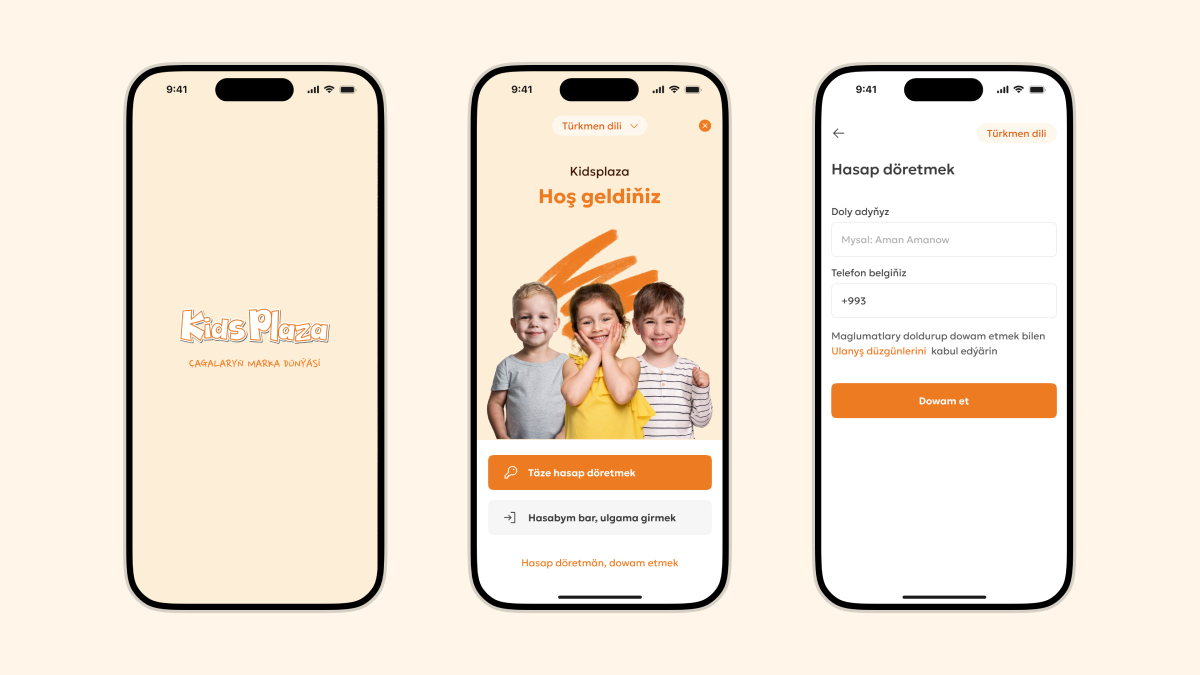 9:41
Kids Plaza
ÇAGALARYŇ MARKA DÜNÝÄSI
9:41
Türkmen dili
Kidsplaza
Hoş geldiňiz
Täze hasap döretmek
Hasabym bar, ulgama girmek
Hasap döretmän, dowam etmek
9:41
Türkmen dili
Hasap döretmek
Doly adyňyz
Mysal: Aman Amanow
Telefon belgiňiz
+993
Maglumatlary doldurup dowam etmek bilen
Ulanyş düzgünlerini kabul edýärin
Dowam et